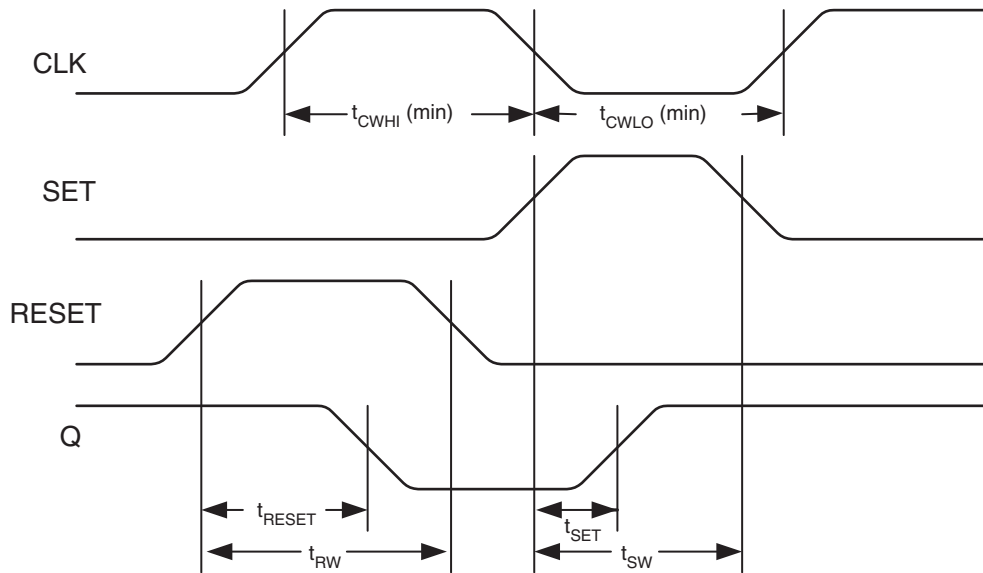 CLK
tCWHI (min)
tCWLO (min)
SET
RESET
Q
tRESET
tSET
tRW
tSW